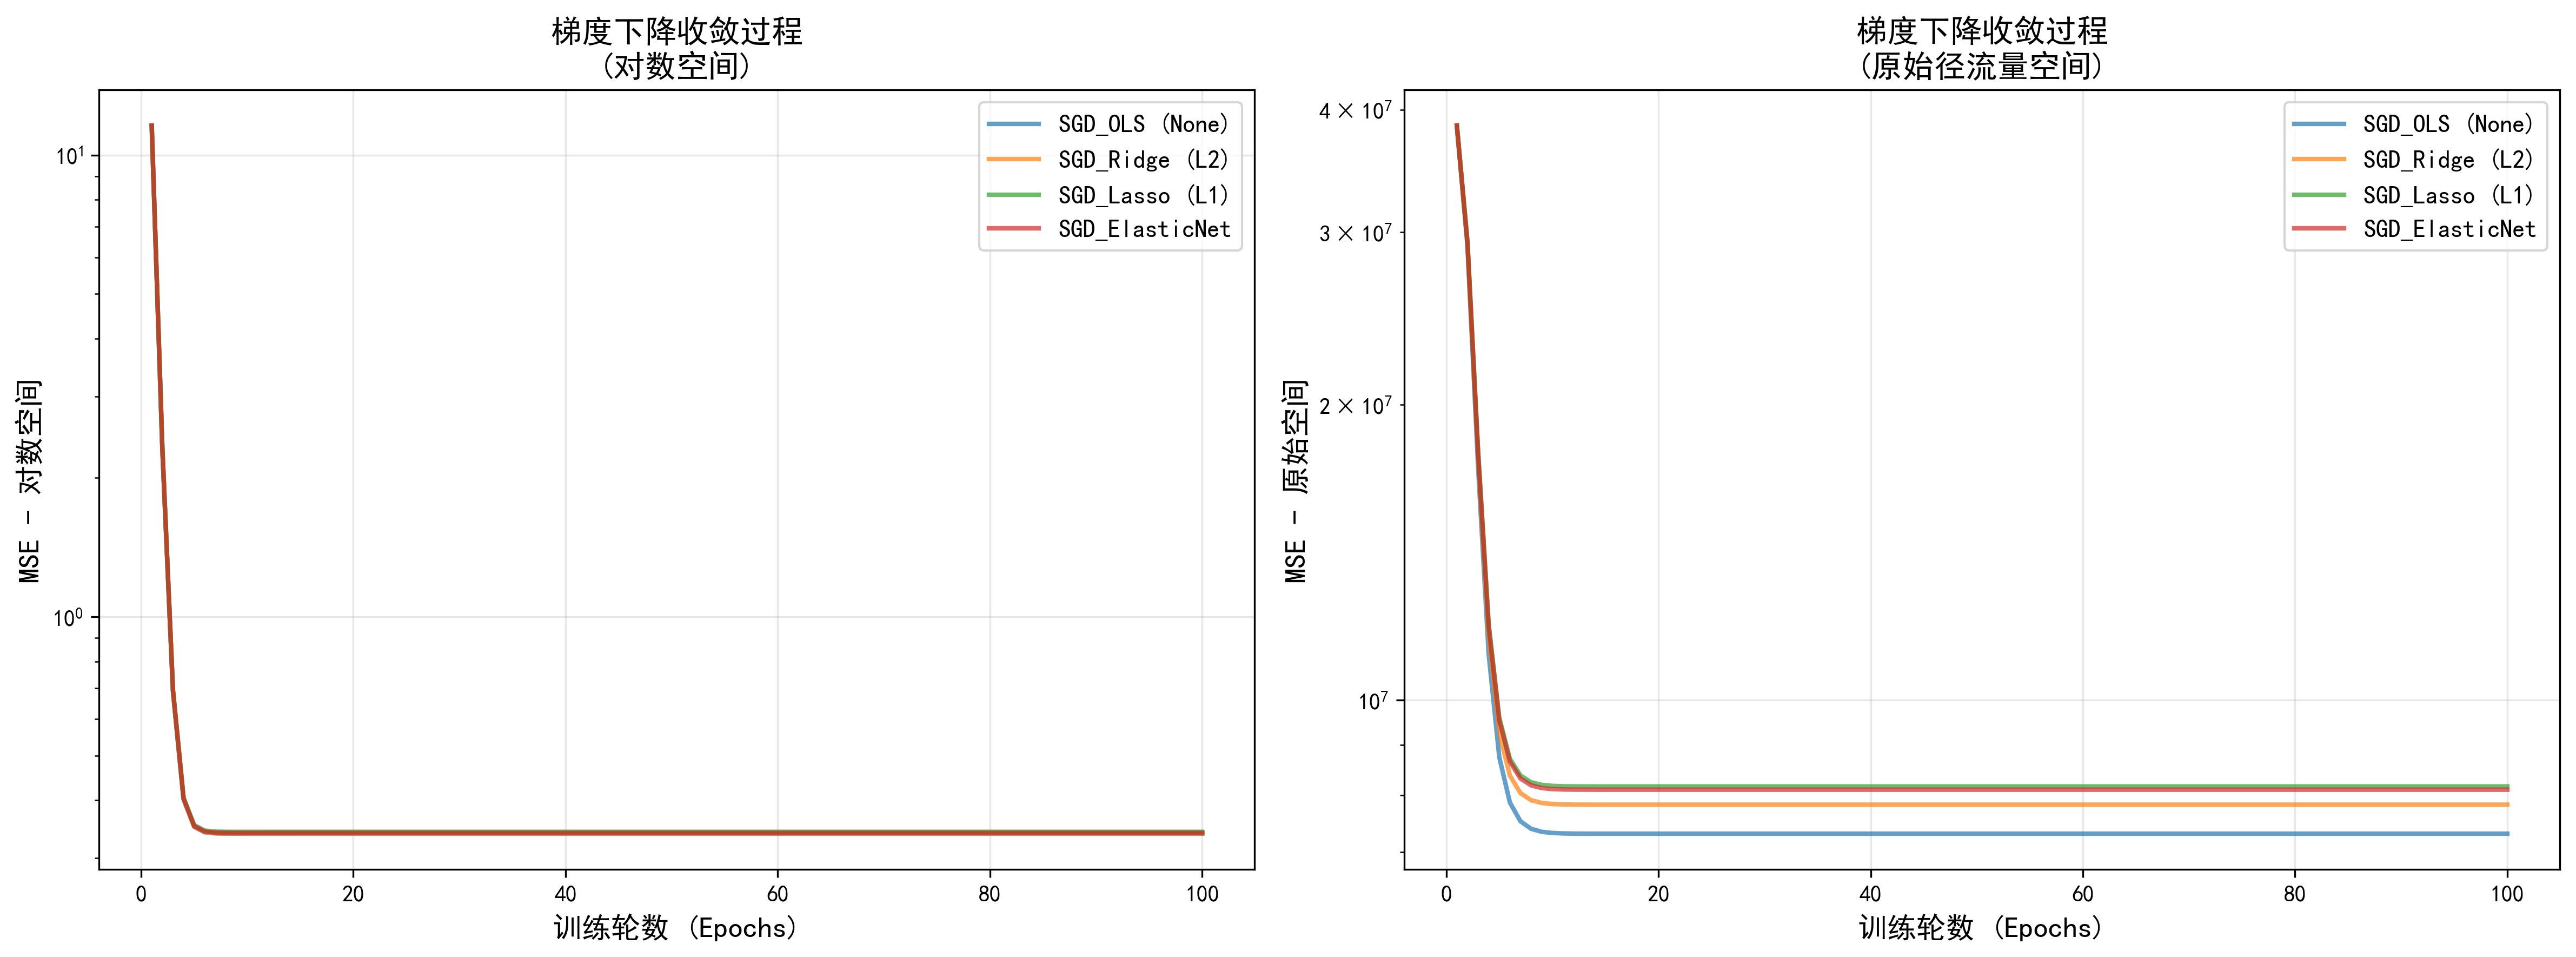 梯度下降收敛过程
(对数空间)
MSE - 对数空间
10¹
10⁰
0
20
40
60
80
100
训练轮数 (Epochs)
SGD_OLS (None)
SGD_Ridge (L2)
SGD_Lasso (L1)
SGD_ElasticNet
梯度下降收敛过程
(原始径流量空间)
MSE - 原始空间
4 × 10⁷
3 × 10⁷
2 × 10⁷
10⁷
0
20
40
60
80
100
训练轮数 (Epochs)
SGD_OLS (None)
SGD_Ridge (L2)
SGD_Lasso (L1)
SGD_ElasticNet